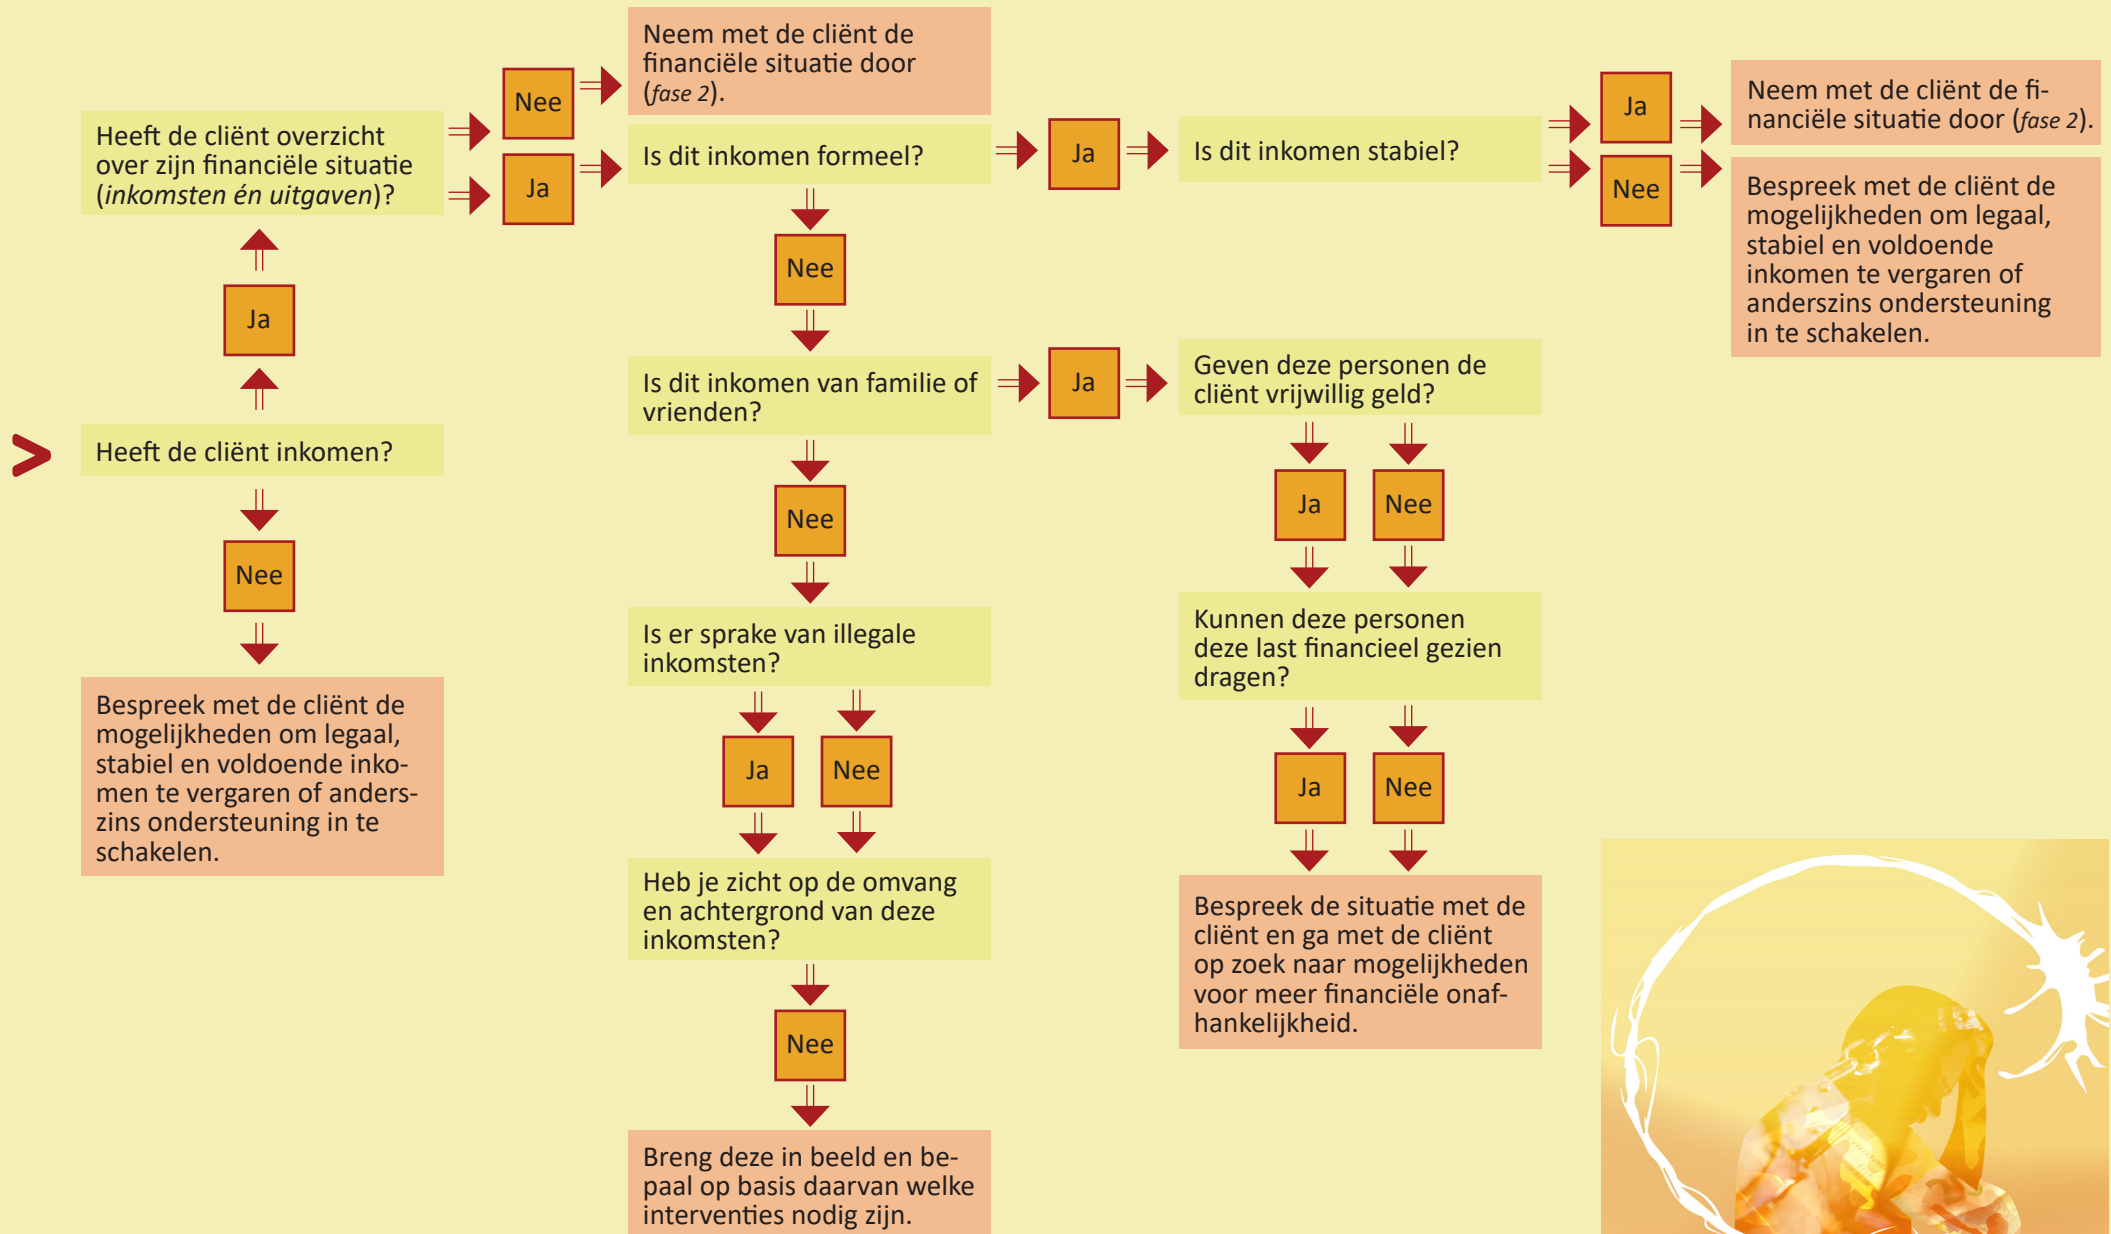 Heeft de cliënt inkomen?
Ja
Heeft de cliënt overzicht
over zijn financiële situatie
(inkomsten én uitgaven)?
Nee
Bespreek met de cliënt de
mogelijkheden om legaal,
stabiel en voldoende inko-
men te vergaren of anders-
zins ondersteuning in te
schakelen.
Nee
Neem met de cliënt de
financiële situatie door
(fase 2).
Ja
Is dit inkomen formeel?
Ja
Is dit inkomen stabiel?
Ja
Neem met de cliënt de fi-
nanciële situatie door (fase 2).
Nee
Bespreek met de cliënt de
mogelijkheden om legaal,
stabiel en voldoende
inkomen te vergaren of
anderszins ondersteuning
in te schakelen.
Nee
Is dit inkomen van familie of
vrienden?
Ja
Geven deze personen de
cliënt vrijwillig geld?
Ja
Nee
Kunnen deze personen
deze last financieel gezien
dragen?
Ja
Nee
Bespreek de situatie met de
cliënt en ga met de cliënt
op zoek naar mogelijkheden
voor meer financiële onaf-
hankelijkheid.
Nee
Is er sprake van illegale
inkomsten?
Ja
Nee
Heb je zicht op de omvang
en achtergrond van deze
inkomsten?
Nee
Breng deze in beeld en be-
paal op basis daarvan welke
interventies nodig zijn.